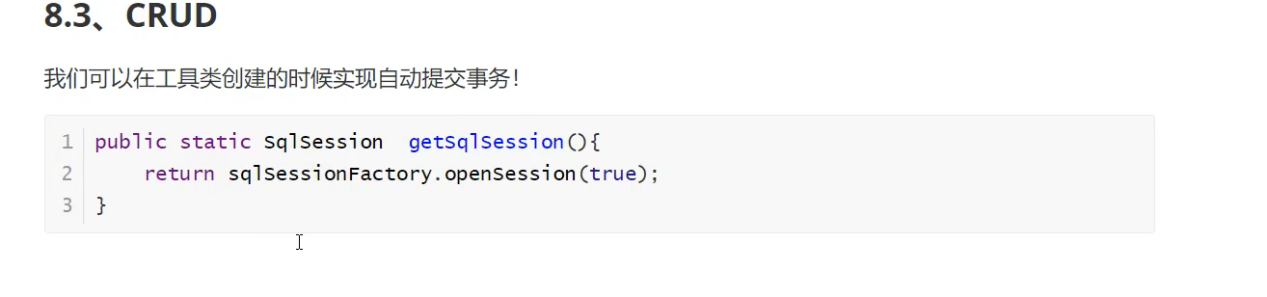 8.3、CRUD
我们可以在工具类创建的时候实现自动提交事务！
1 public static SqlSession  getSqlSession(){
2     return sqlSessionFactory.openSession(true);
3 }